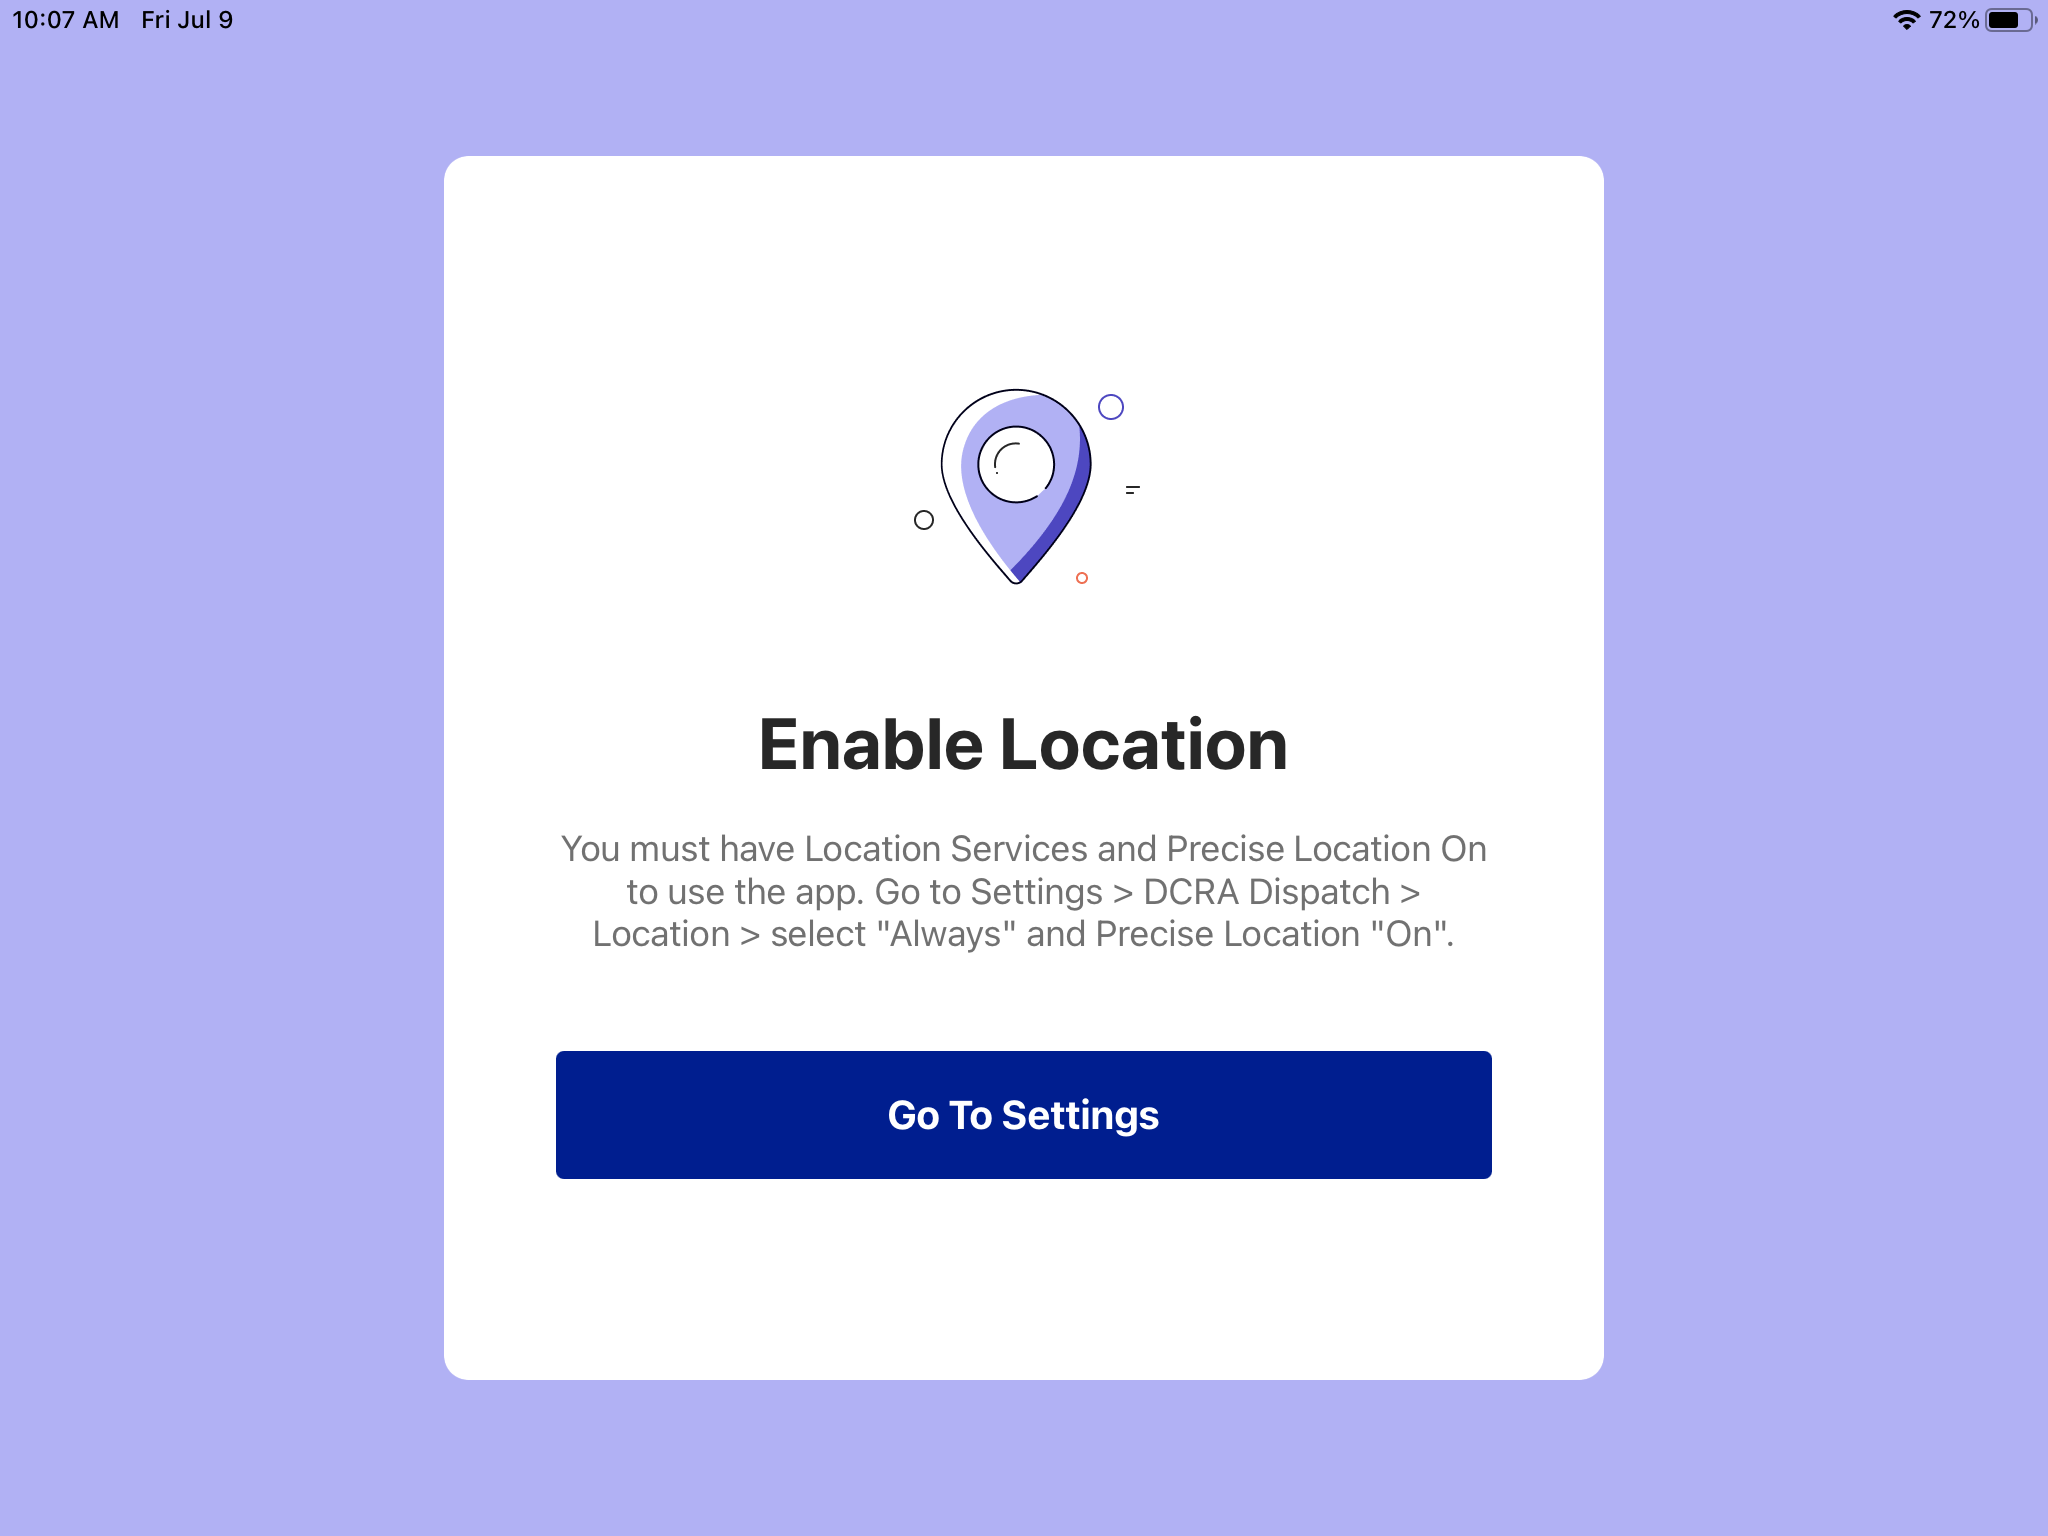 10:07 AM Fri Jul 9 72%
Enable Location
You must have Location Services and Precise Location On
to use the app. Go to Settings > DCRA Dispatch >
Location > select "Always" and Precise Location "On".
Go To Settings